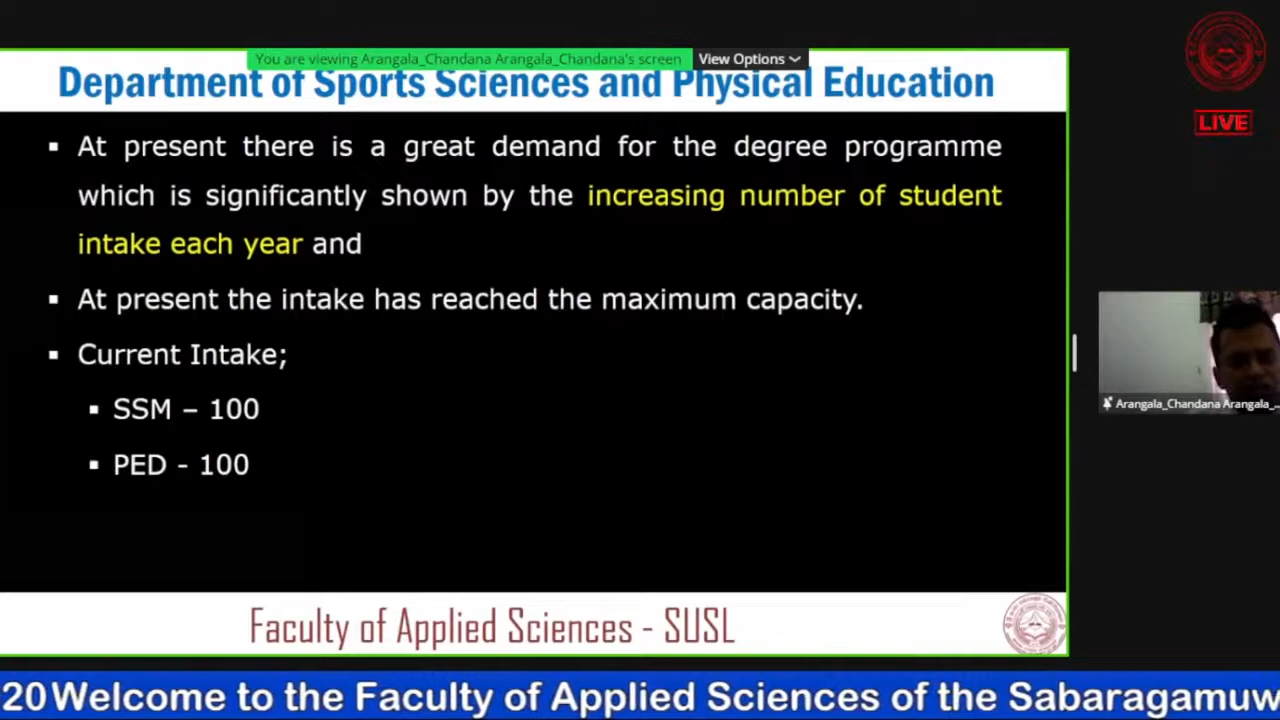 You are viewing Arangala_Chandana Arangala_Chandana's screen
View Options
LIVE
Department of Sports Sciences and Physical Education
▪ At present there is a great demand for the degree programme
which is significantly shown by the increasing number of student
intake each year and
▪ At present the intake has reached the maximum capacity.
▪ Current Intake;
▪ SSM – 100
▪ PED - 100
Arangala_Chandana Arangala_...
Faculty of Applied Sciences - SUSL
20 Welcome to the Faculty of Applied Sciences of the Sabaragamuw